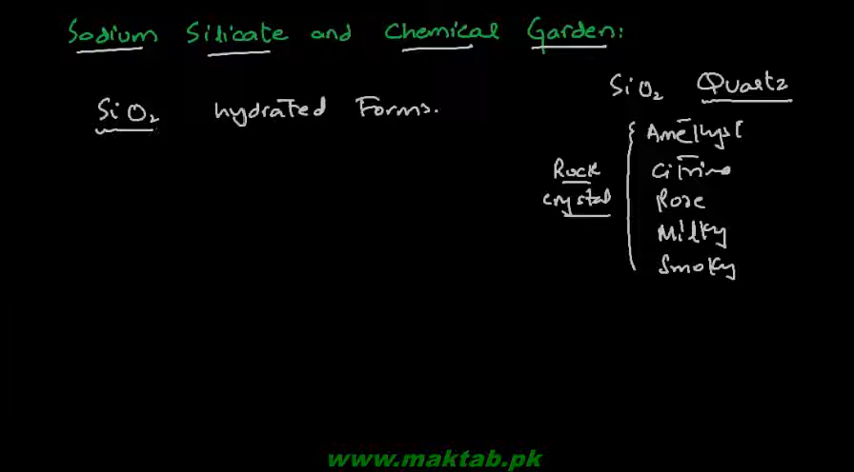 Sodium Silicate and Chemical Garden:
SiO₂ hydrated Forms.
SiO₂ Quartz
Rock
crystal
Amethyst
Citrine
Rose
Milky
Smoky
www.maktab.pk